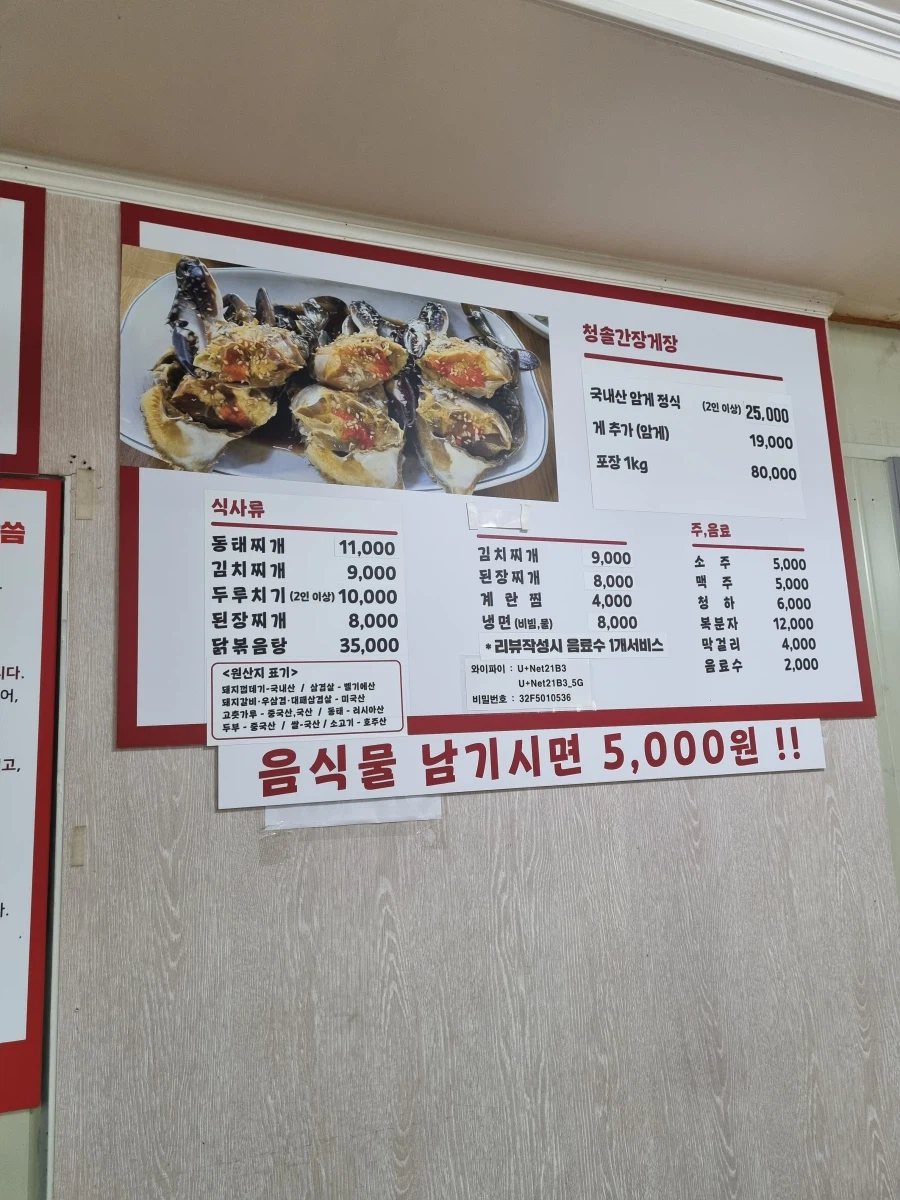 청솔간장게장
국내산 암게 정식 (2인 이상) 25,000
게 추가 (암게) 19,000
포장 1kg 80,000
식사류
동태찌개 11,000
김치찌개 9,000
두루치기 (2인 이상) 10,000
된장찌개 8,000
닭볶음탕 35,000
<원산지 표기>
돼지껍데기-국내산 / 삼겹살 - 벨기에산
돼지갈비·우삼겹·대패삼겹살 - 미국산
고춧가루 - 중국산,국산 / 동태 - 러시아산
두부 - 중국산 / 쌀-국산 / 소고기 - 호주산
김치찌개 9,000
된장찌개 8,000
계란찜 4,000
냉면 (비빔,물) 8,000
* 리뷰작성시 음료수 1개서비스
와이파이 : U+Net21B3
U+Net21B3_5G
비밀번호 : 32F5010536
주,음료
소주 5,000
맥주 5,000
청하 6,000
복분자 12,000
막걸리 4,000
음료수 2,000
음식물 남기시면 5,000원 !!
씀
니다.
어,
고,